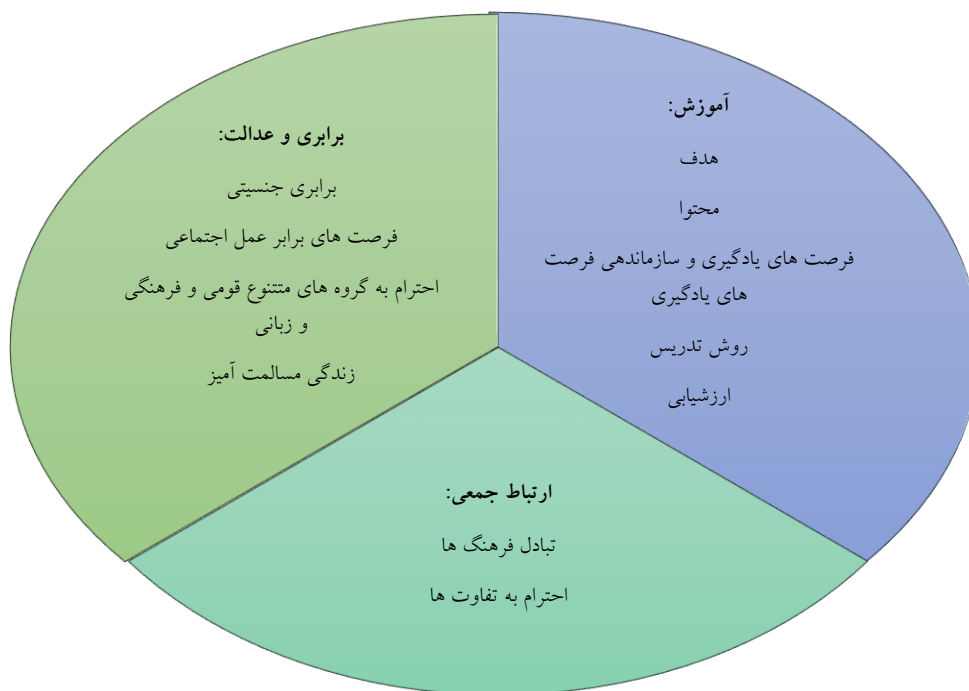 آموزش:
هدف
محتوا
فرصت های یادگیری و سازماندهی فرصت
های یادگیری
روش تدریس
ارزشیابی
برابری و عدالت:
برابری جنسیتی
فرصت های برابر عمل اجتماعی
احترام به گروه های متتنوع قومی و فرهنگی
و زبانی
زندگی مسالمت آمیز
ارتباط جمعی:
تبادل فرهنگ ها
احترام به تفاوت ها